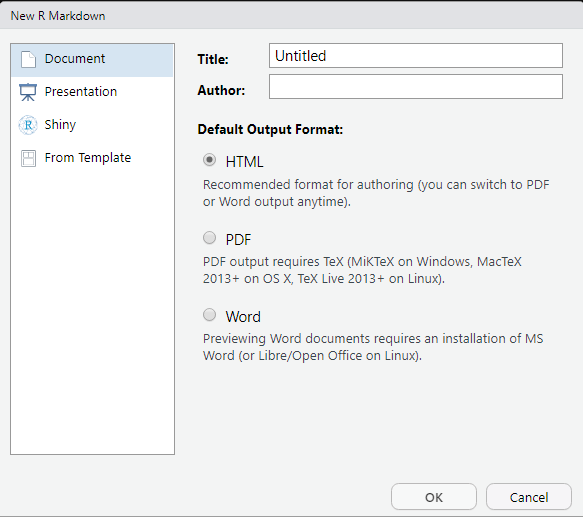 New R Markdown
Document
Presentation
Shiny
From Template
Title:
Untitled
Author:
Default Output Format:
HTML
Recommended format for authoring (you can switch to PDF
or Word output anytime).
PDF
PDF output requires TeX (MiKTeX on Windows, MacTeX
2013+ on OS X, TeX Live 2013+ on Linux).
Word
Previewing Word documents requires an installation of MS
Word (or Libre/Open Office on Linux).
OK
Cancel